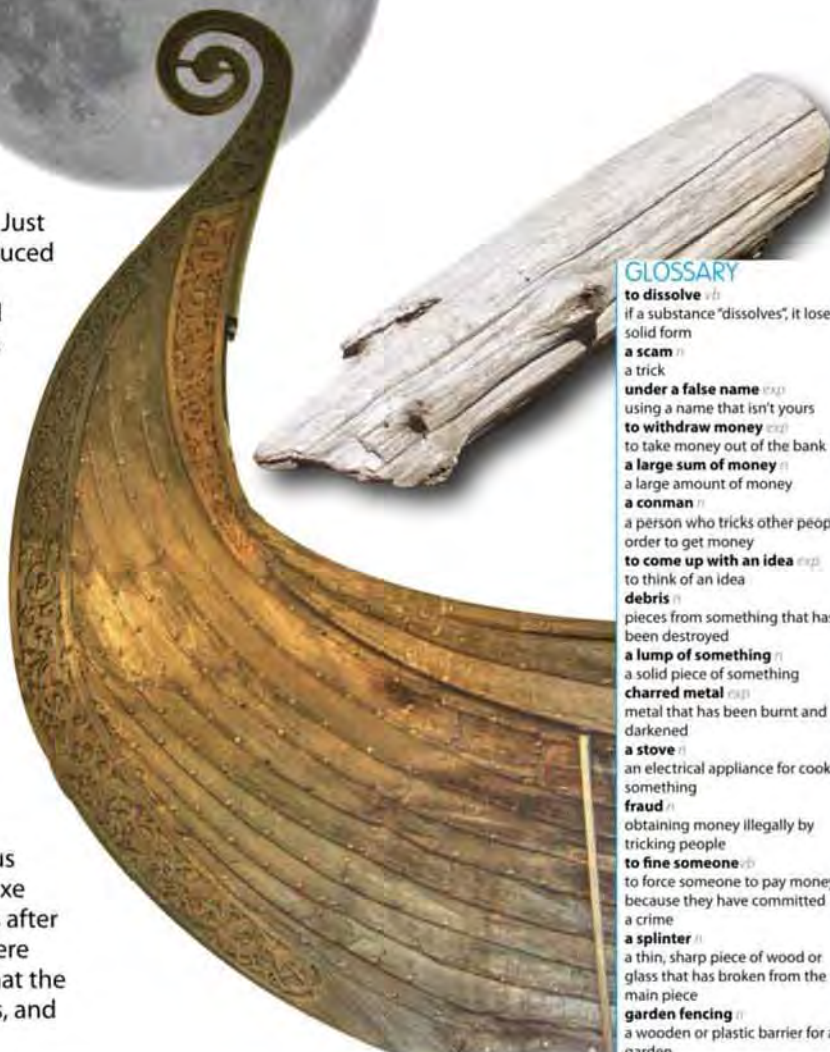 Just
uced
us
xe
after
ere
at the
s, and
GLOSSARY
to dissolve vb
if a substance “dissolves”, it lose
solid form
a scam n
a trick
under a false name exp
using a name that isn’t yours
to withdraw money exp
to take money out of the bank
a large sum of money n
a large amount of money
a conman n
a person who tricks other peop
order to get money
to come up with an idea exp
to think of an idea
debris n
pieces from something that has
been destroyed
a lump of something n
a solid piece of something
charred metal exp
metal that has been burnt and
darkened
a stove n
an electrical appliance for cook
something
fraud n
obtaining money illegally by
tricking people
to fine someone vb
to force someone to pay money
because they have committed
a crime
a splinter n
a thin, sharp piece of wood or
glass that has broken from the
main piece
garden fencing n
a wooden or plastic barrier for a
garden